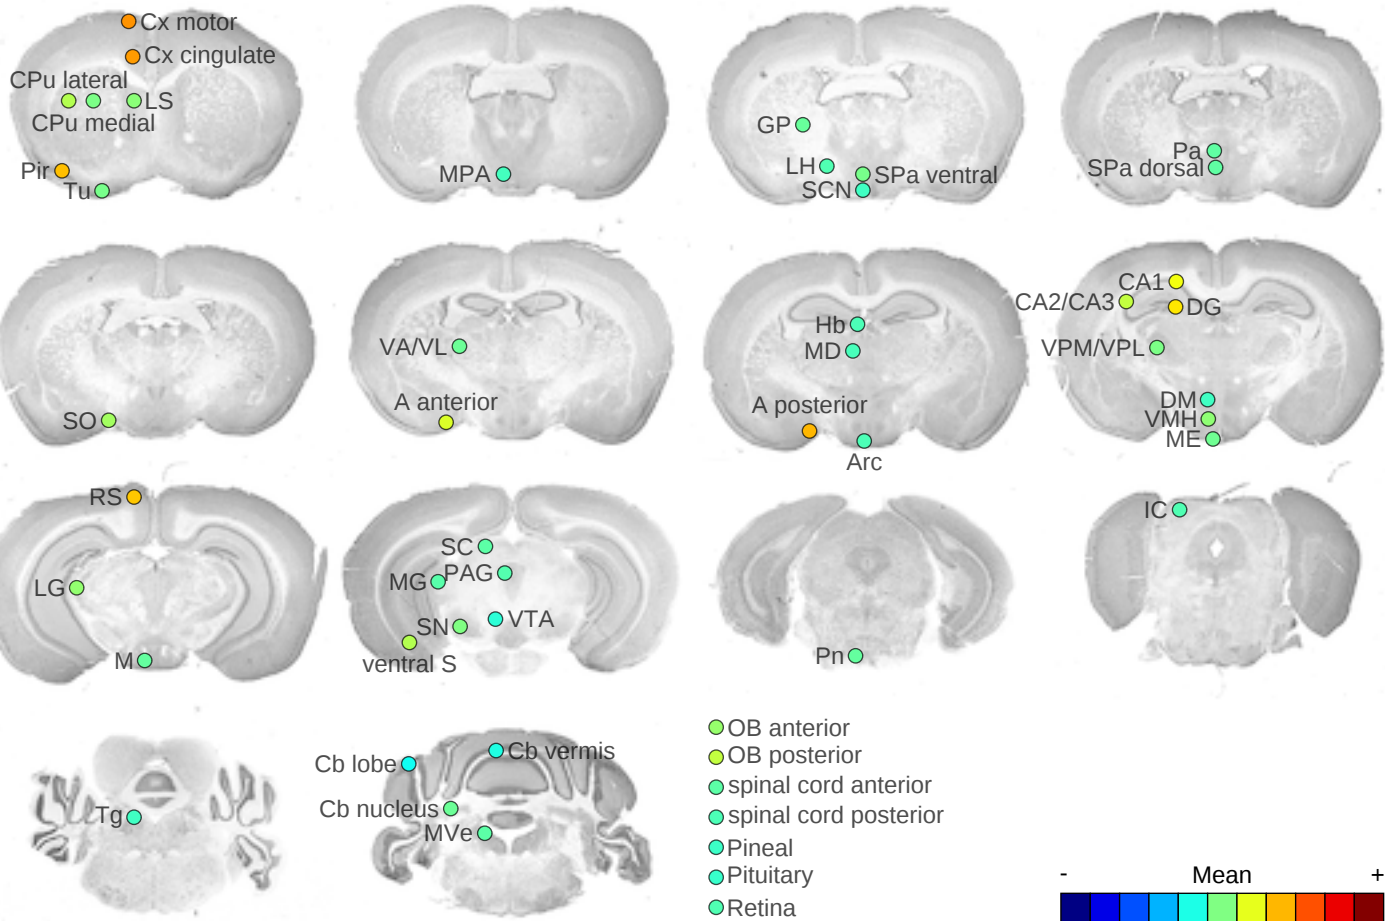 Cx motor
Cx cingulate
CPu lateral
LS
CPu medial
Pir
Tu
MPA
GP
LH
SPa ventral
SCN
Pa
SPa dorsal
SO
VA/VL
A anterior
Hb
MD
A posterior
Arc
CA1
CA2/CA3
DG
VPM/VPL
DM
VMH
ME
RS
LG
M
SC
PAG
MG
VTA
SN
ventral S
Pn
IC
Tg
Cb lobe
Cb vermis
Cb nucleus
MVe
OB anterior
OB posterior
spinal cord anterior
spinal cord posterior
Pineal
Pituitary
Retina
- Mean +